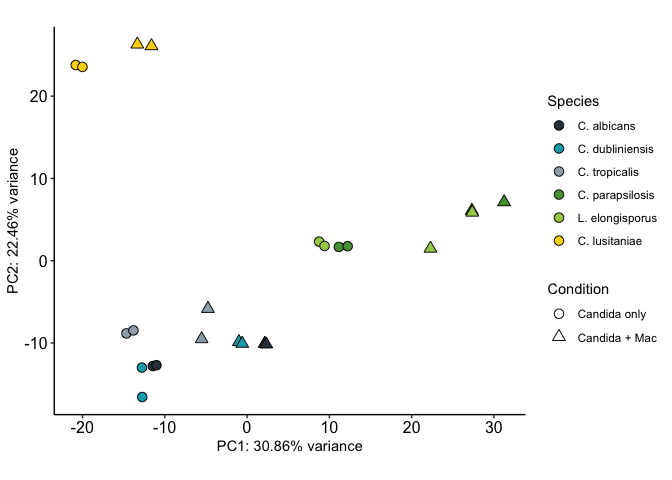 20
10
0
-10
-20
-10
0
10
20
30
PC1: 30.86% variance
PC2: 22.46% variance
Species
C. albicans
C. dubliniensis
C. tropicalis
C. parapsilosis
L. elongisporus
C. lusitaniae
Condition
Candida only
Candida + Mac